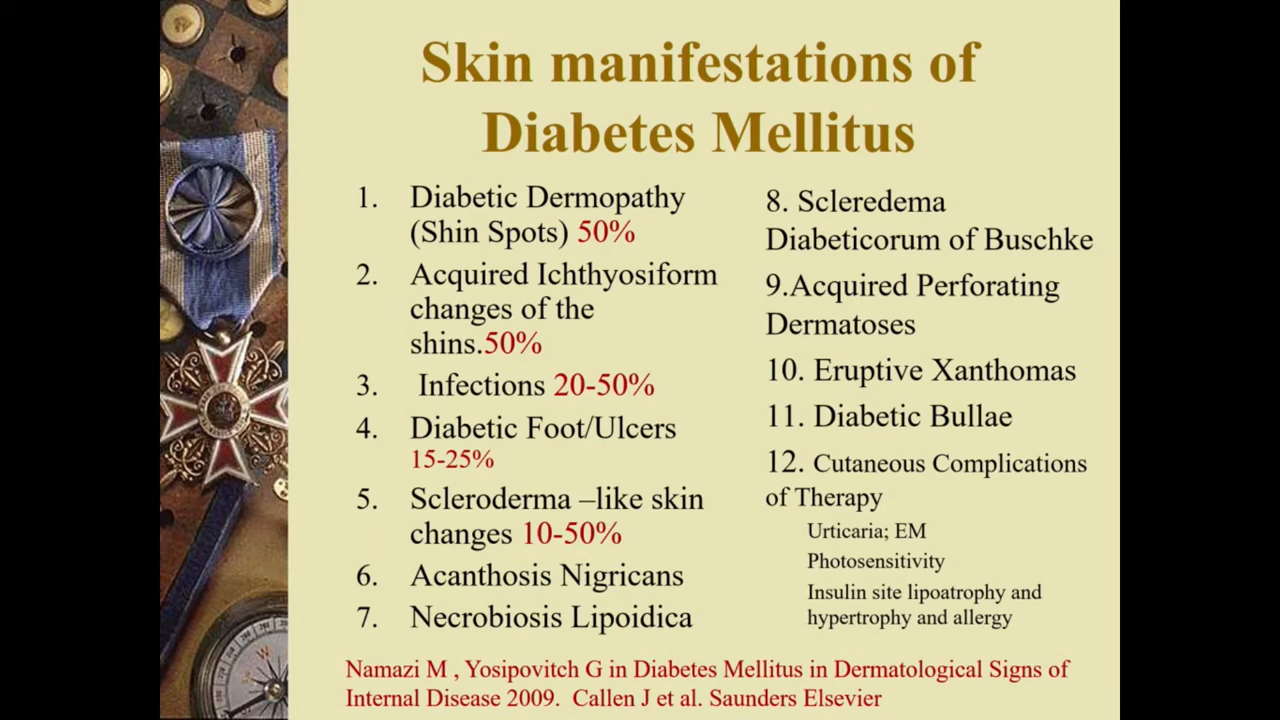 Skin manifestations of
Diabetes Mellitus
1. Diabetic Dermopathy
(Shin Spots) 50%
2. Acquired Ichthyosiform
changes of the
shins.50%
3. Infections 20-50%
4. Diabetic Foot/Ulcers
15-25%
5. Scleroderma –like skin
changes 10-50%
6. Acanthosis Nigricans
7. Necrobiosis Lipoidica
8. Scleredema
Diabeticorum of Buschke
9.Acquired Perforating
Dermatoses
10. Eruptive Xanthomas
11. Diabetic Bullae
12. Cutaneous Complications
of Therapy
Urticaria; EM
Photosensitivity
Insulin site lipoatrophy and
hypertrophy and allergy
Namazi M , Yosipovitch G in Diabetes Mellitus in Dermatological Signs of
Internal Disease 2009.  Callen J et al. Saunders Elsevier